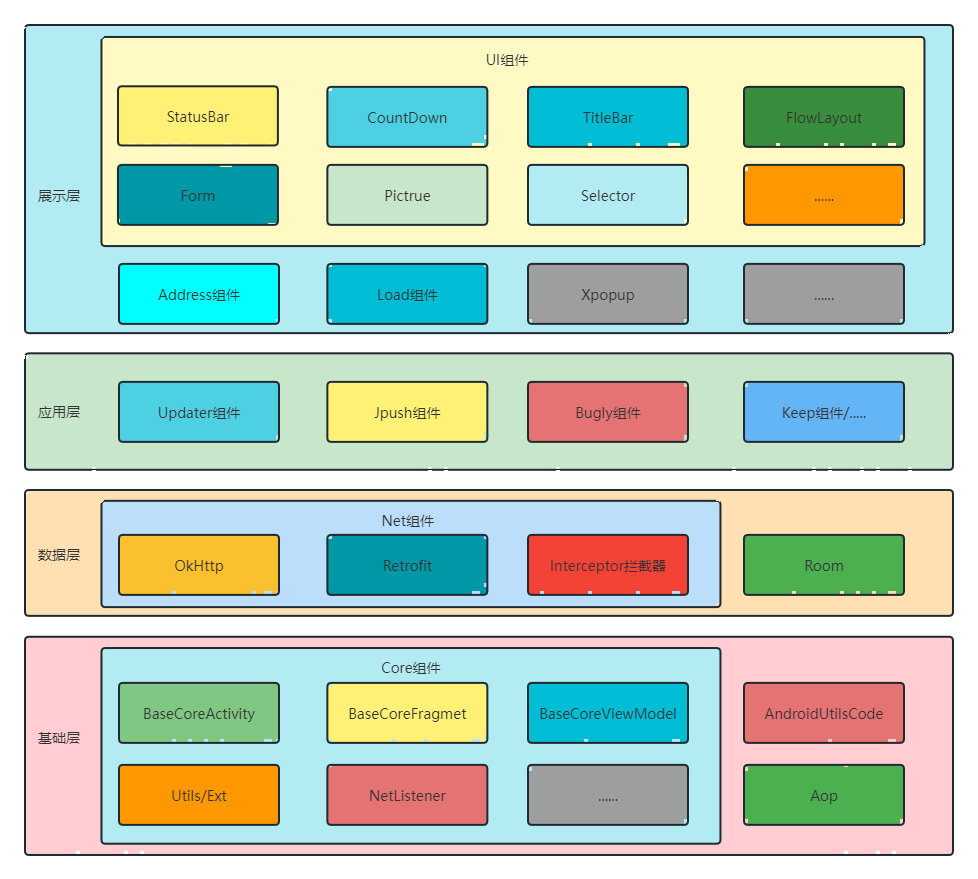 UI组件
StatusBar
CountDown
TitleBar
FlowLayout
展示层
Form
Pictrue
Selector
......
Address组件
Load组件
Xpopup
......
应用层
Updater组件
Jpush组件
Bugly组件
Keep组件/.....
Net组件
数据层
OkHttp
Retrofit
Interceptor拦截器
Room
Core组件
BaseCoreActivity
BaseCoreFragmet
BaseCoreViewModel
AndroidUtilsCode
基础层
Utils/Ext
NetListener
......
Aop